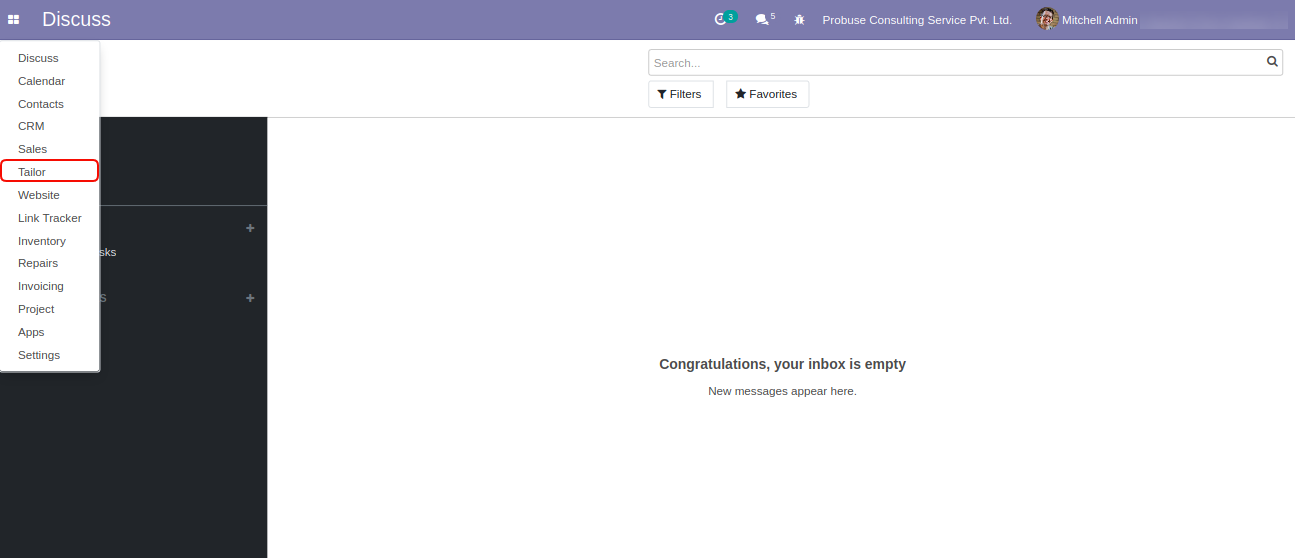 Discuss
3
5
Probuse Consulting Service Pvt. Ltd.
Mitchell Admin
Discuss
Calendar
Contacts
CRM
Sales
Tailor
Website
Link Tracker
Inventory
Repairs
Invoicing
Project
Apps
Settings
Search...
Filters
Favorites
sks
S
Congratulations, your inbox is empty
New messages appear here.